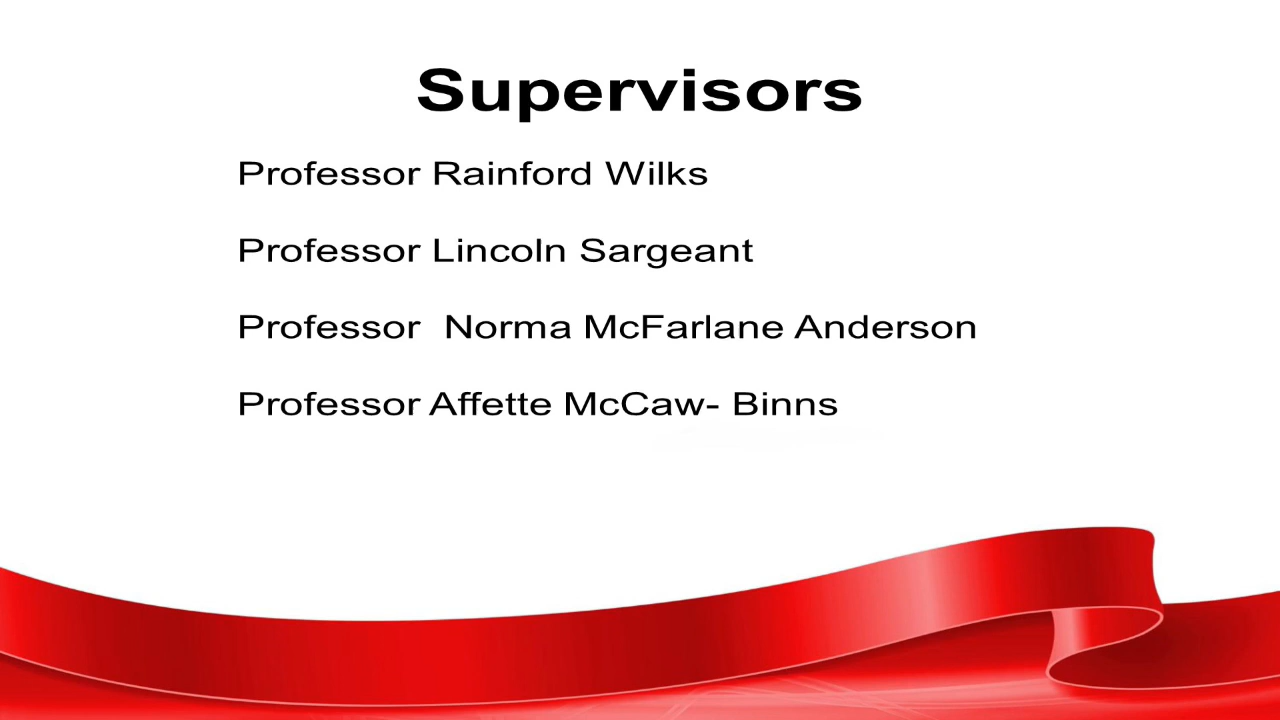 Supervisors
Professor Rainford Wilks
Professor Lincoln Sargeant
Professor  Norma McFarlane Anderson
Professor Affette McCaw- Binns